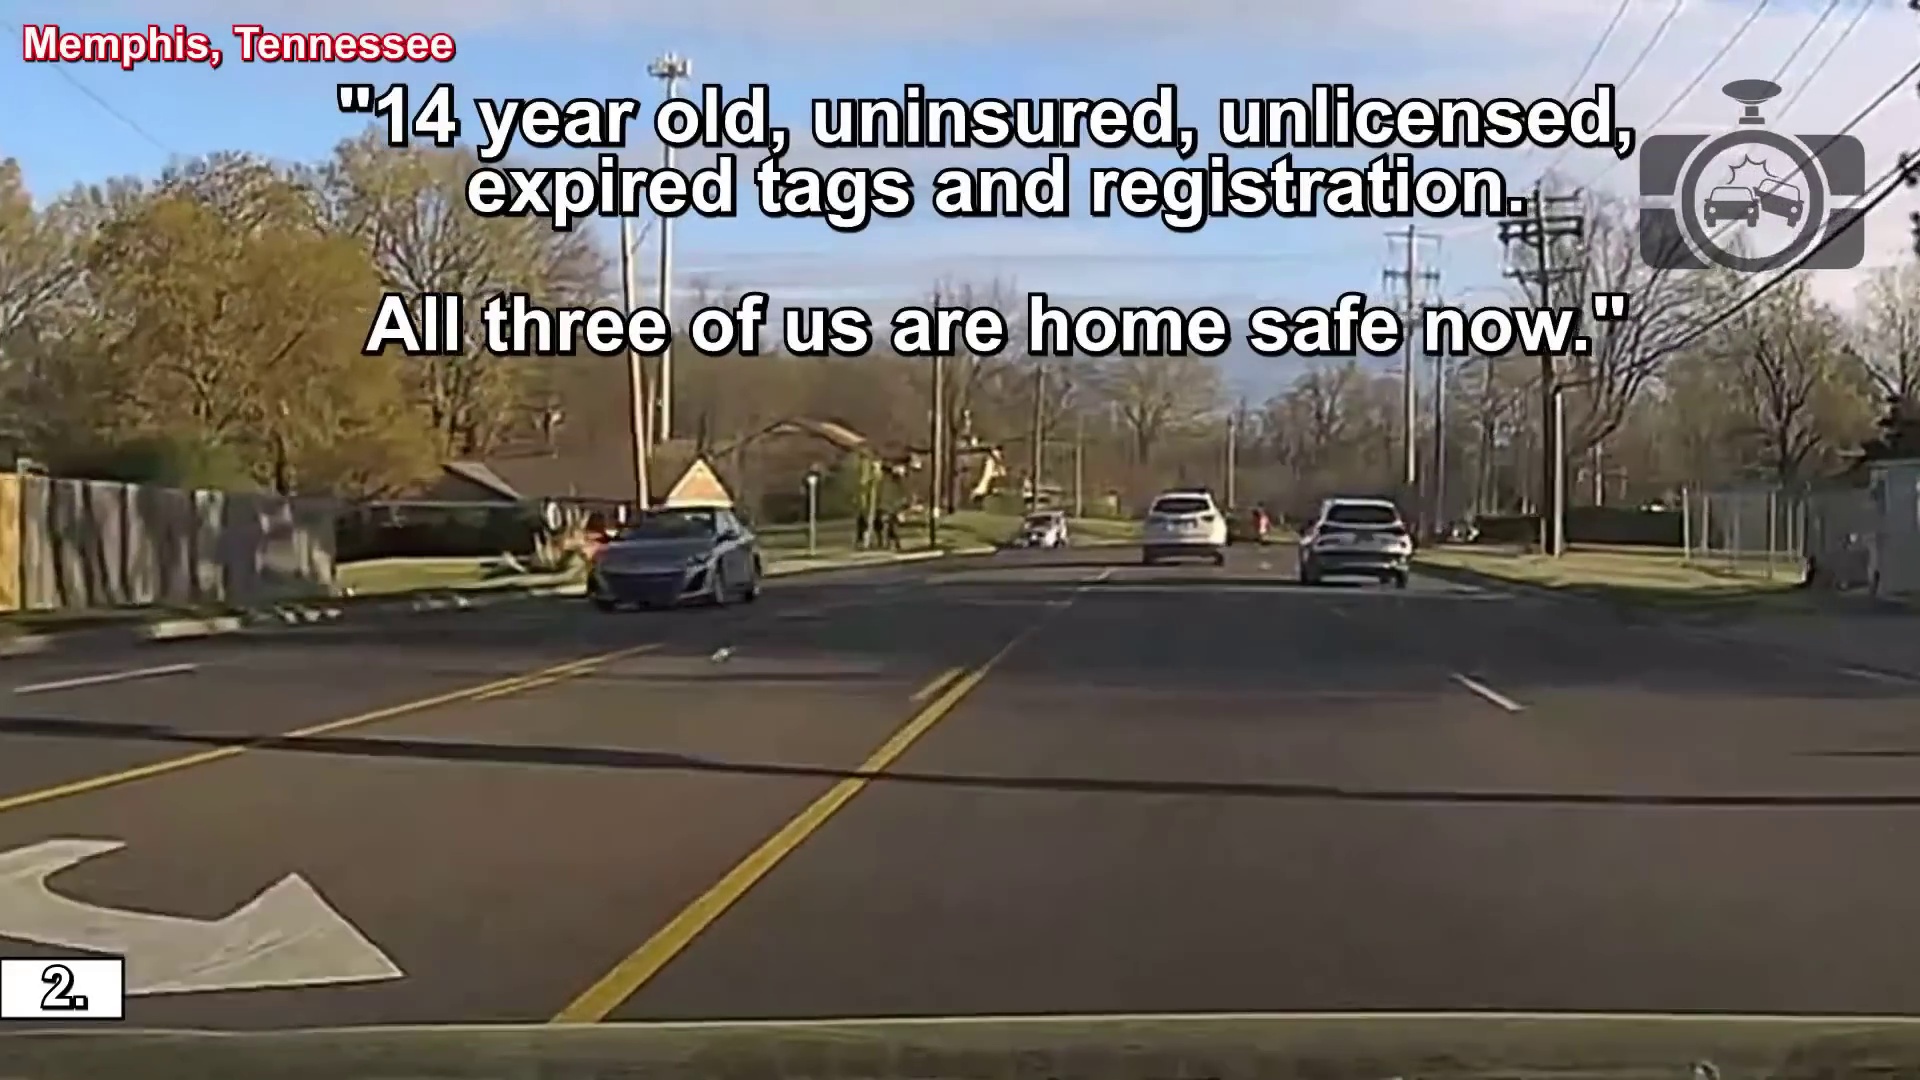 Memphis, Tennessee
"14 year old, uninsured, unlicensed,
expired tags and registration.
All three of us are home safe now."
2.